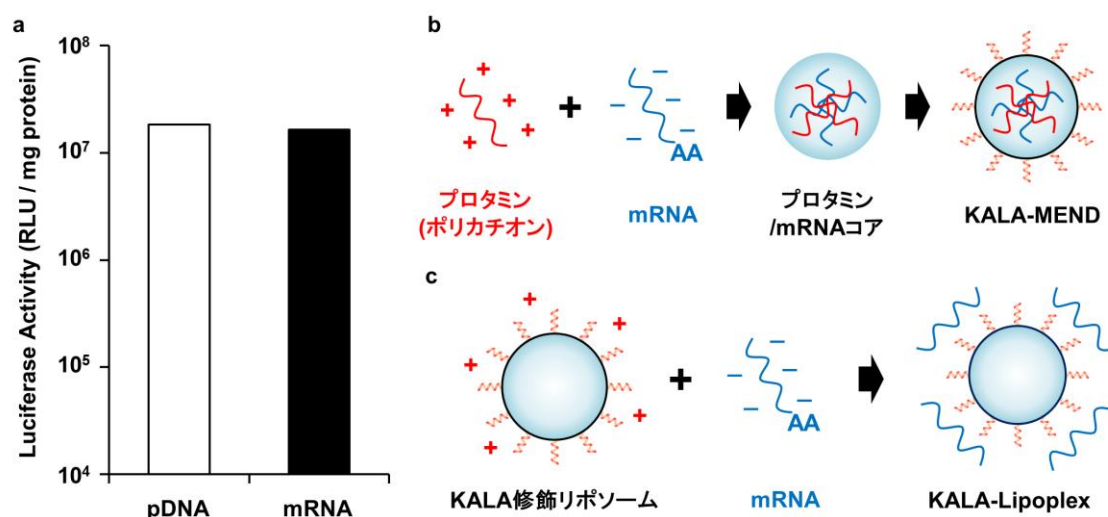 a
Luciferase Activity (RLU / mg protein)
10⁸
10⁷
10⁶
10⁵
10⁴
pDNA
mRNA
b
+
+
+
+
+
+
−
−
−
−
AA
プロタミン
(ポリカチオン)
mRNA
プロタミン
/mRNAコア
KALA-MEND
c
+
+
+
+
+
+
−
−
−
−
AA
KALA修飾リポソーム
mRNA
KALA-Lipoplex